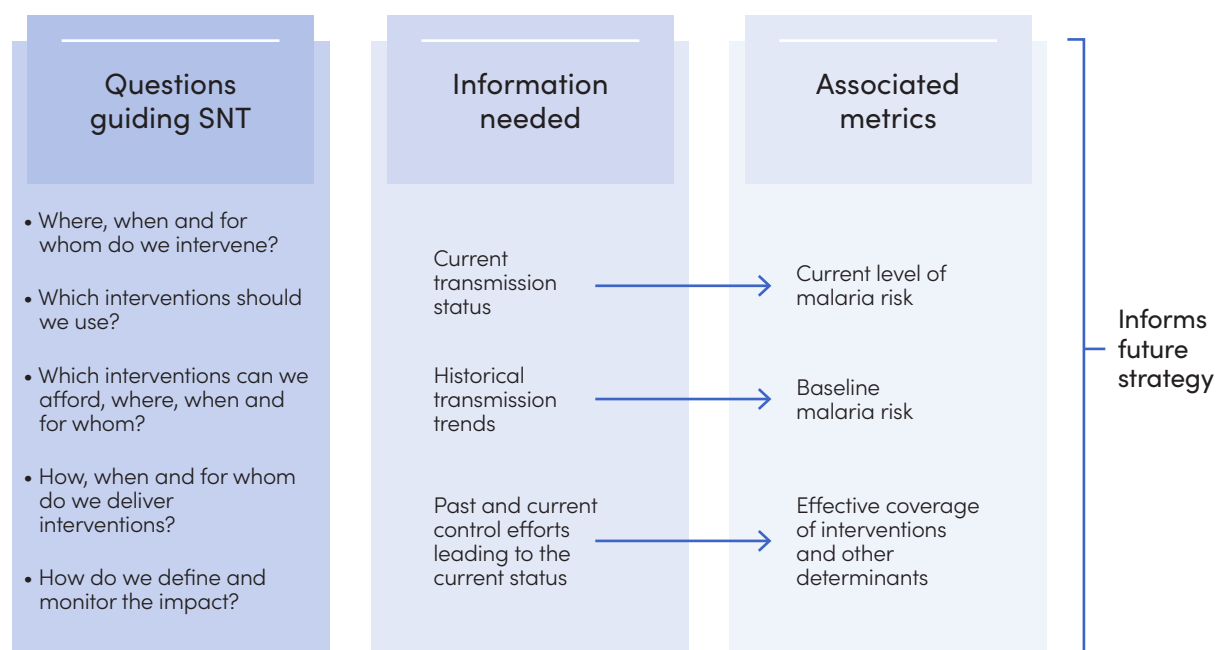 Questions
guiding SNT
• Where, when and for
whom do we intervene?
• Which interventions should
we use?
• Which interventions can we
afford, where, when and
for whom?
• How, when and for whom
do we deliver
interventions?
• How do we define and
monitor the impact?
Information
needed
Current
transmission
status
Historical
transmission
trends
Past and current
control efforts
leading to the
current status
Associated
metrics
Current level of
malaria risk
Baseline
malaria risk
Effective coverage
of interventions
and other
determinants
Informs
future
strategy